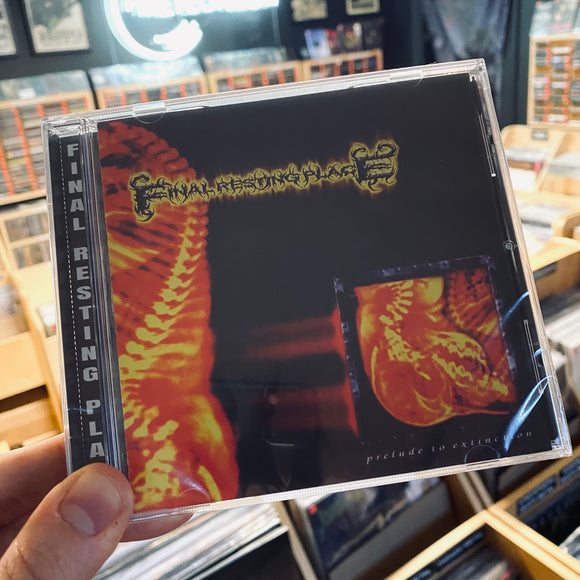 FINAL RESTING PLA
FINAL RESTING PLACE
prelude to extinction